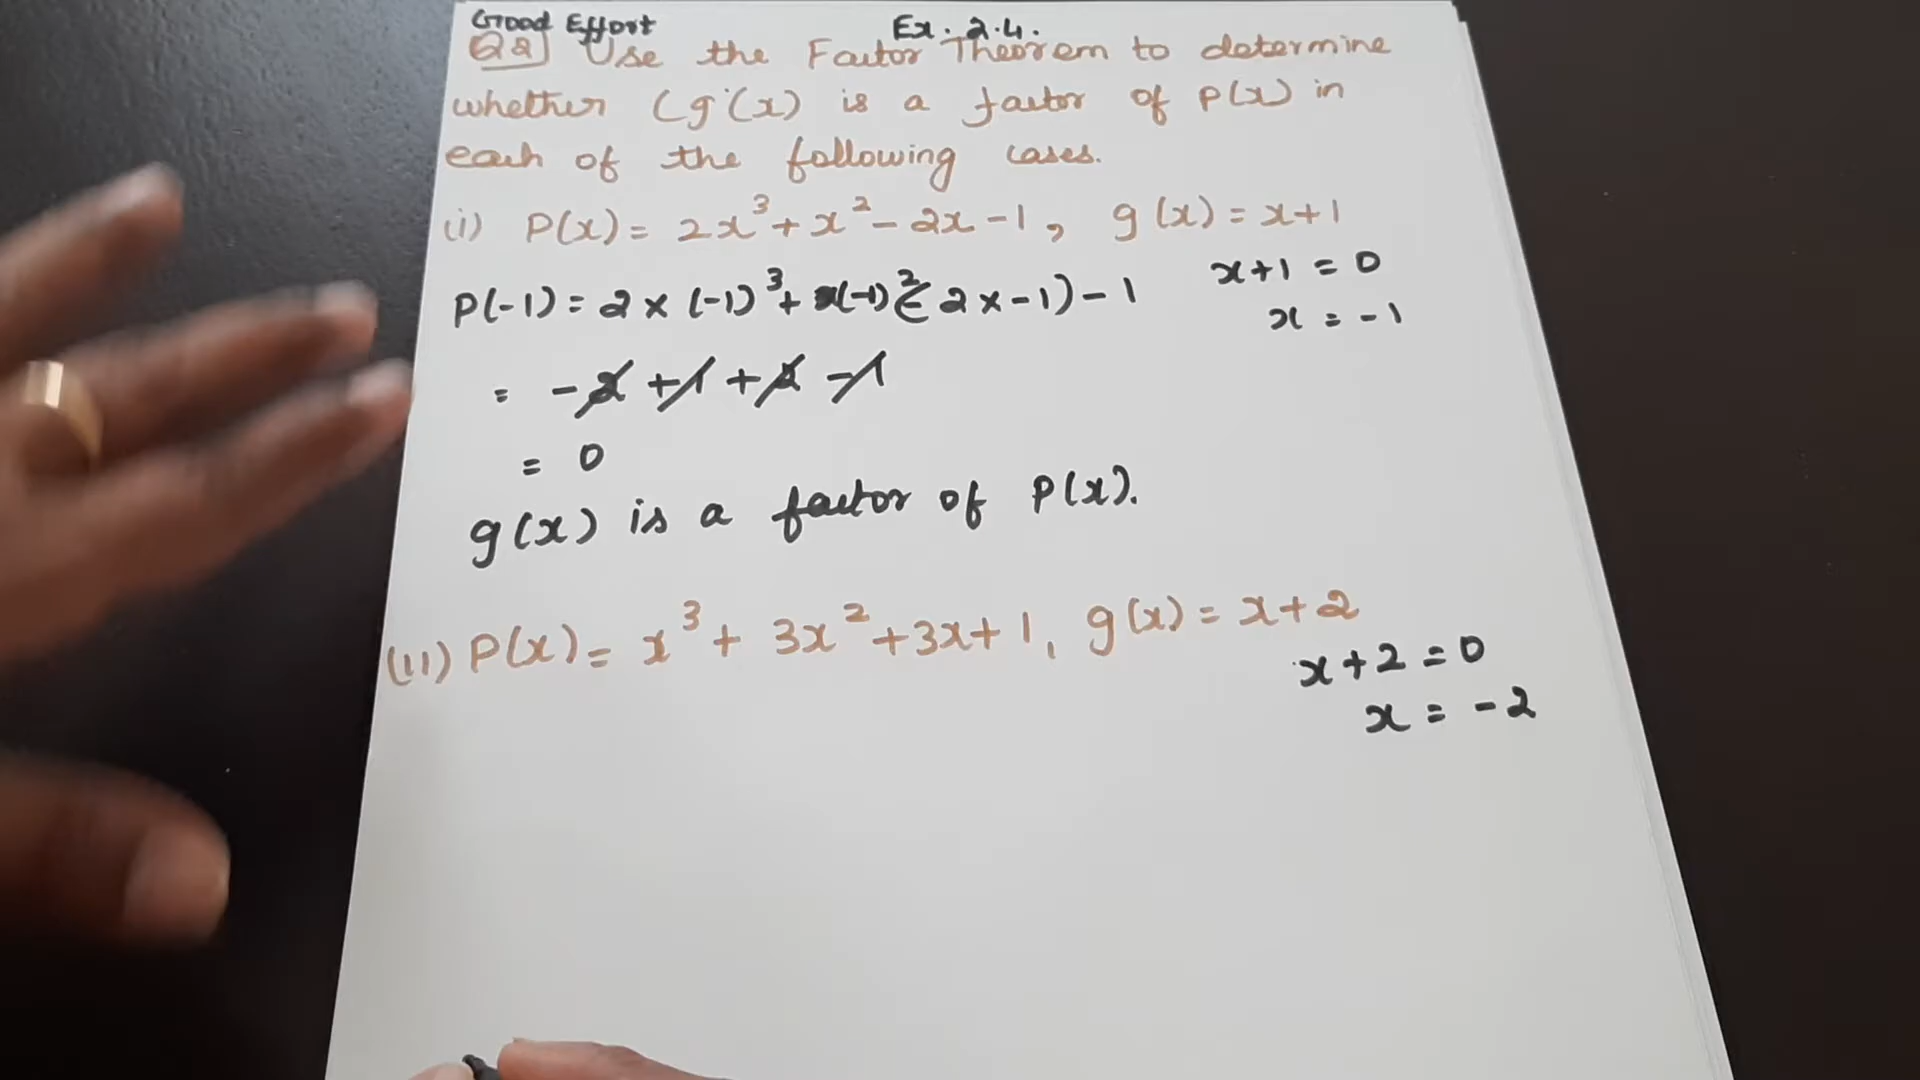 Good Effort Ex. 2.4.
Q2] Use the Factor Theorem to determine
whether (g(x) is a factor of P(x) in
each of the following cases.
(i) P(x) = 2x³ + x² - 2x - 1, g(x) = x+1
x+1 = 0
P(-1) = 2 × (-1)³ + (-1)² - (2 x - 1) - 1
x = -1
= -2 +1 +2 -1
= 0
g(x) is a factor of P(x).
(ii) P(x) = x³ + 3x² + 3x + 1, g(x) = x+2
x+2 = 0
x = -2